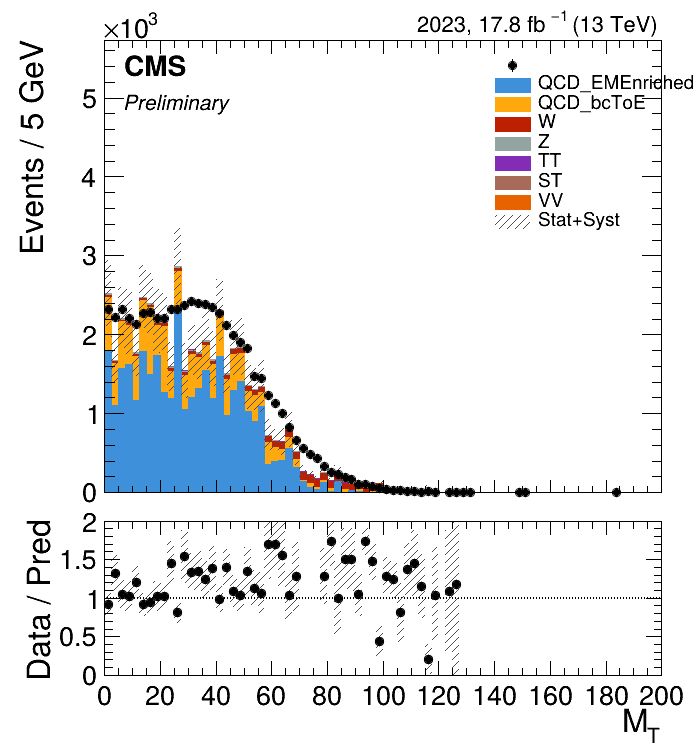 ×10³
2023, 17.8 fb⁻¹ (13 TeV)
CMS
Preliminary
QCD_EMEnriched
QCD_bcToE
W
Z
TT
ST
VV
Stat+Syst
Events / 5 GeV
5
4
3
2
1
0
Data / Pred
2
1.5
1
0.5
0
0 20 40 60 80 100 120 140 160 180 200
M_T